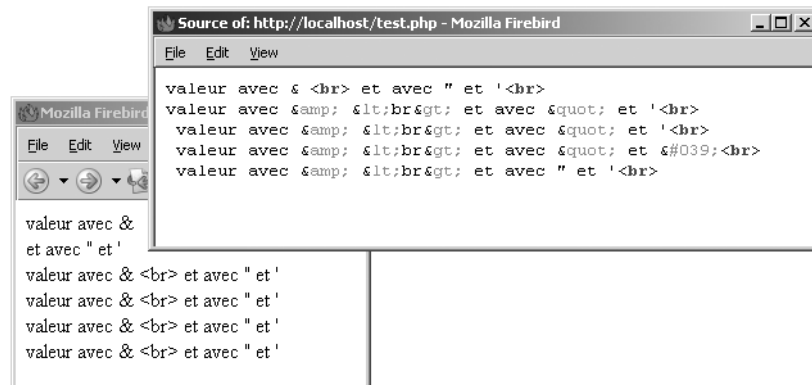 Source of: http://localhost/test.php - Mozilla Firebird
File Edit View
valeur avec & <br> et avec " et '<br>
valeur avec &amp; &lt;br&gt; et avec &quot; et '<br>
valeur avec &amp; &lt;br&gt; et avec &quot; et '<br>
valeur avec &amp; &lt;br&gt; et avec &quot; et &#039;<br>
valeur avec &amp; &lt;br&gt; et avec " et '<br>
Mozilla Firebird
File Edit View
valeur avec &
et avec " et '
valeur avec & <br> et avec " et '
valeur avec & <br> et avec " et '
valeur avec & <br> et avec " et '
valeur avec & <br> et avec " et '